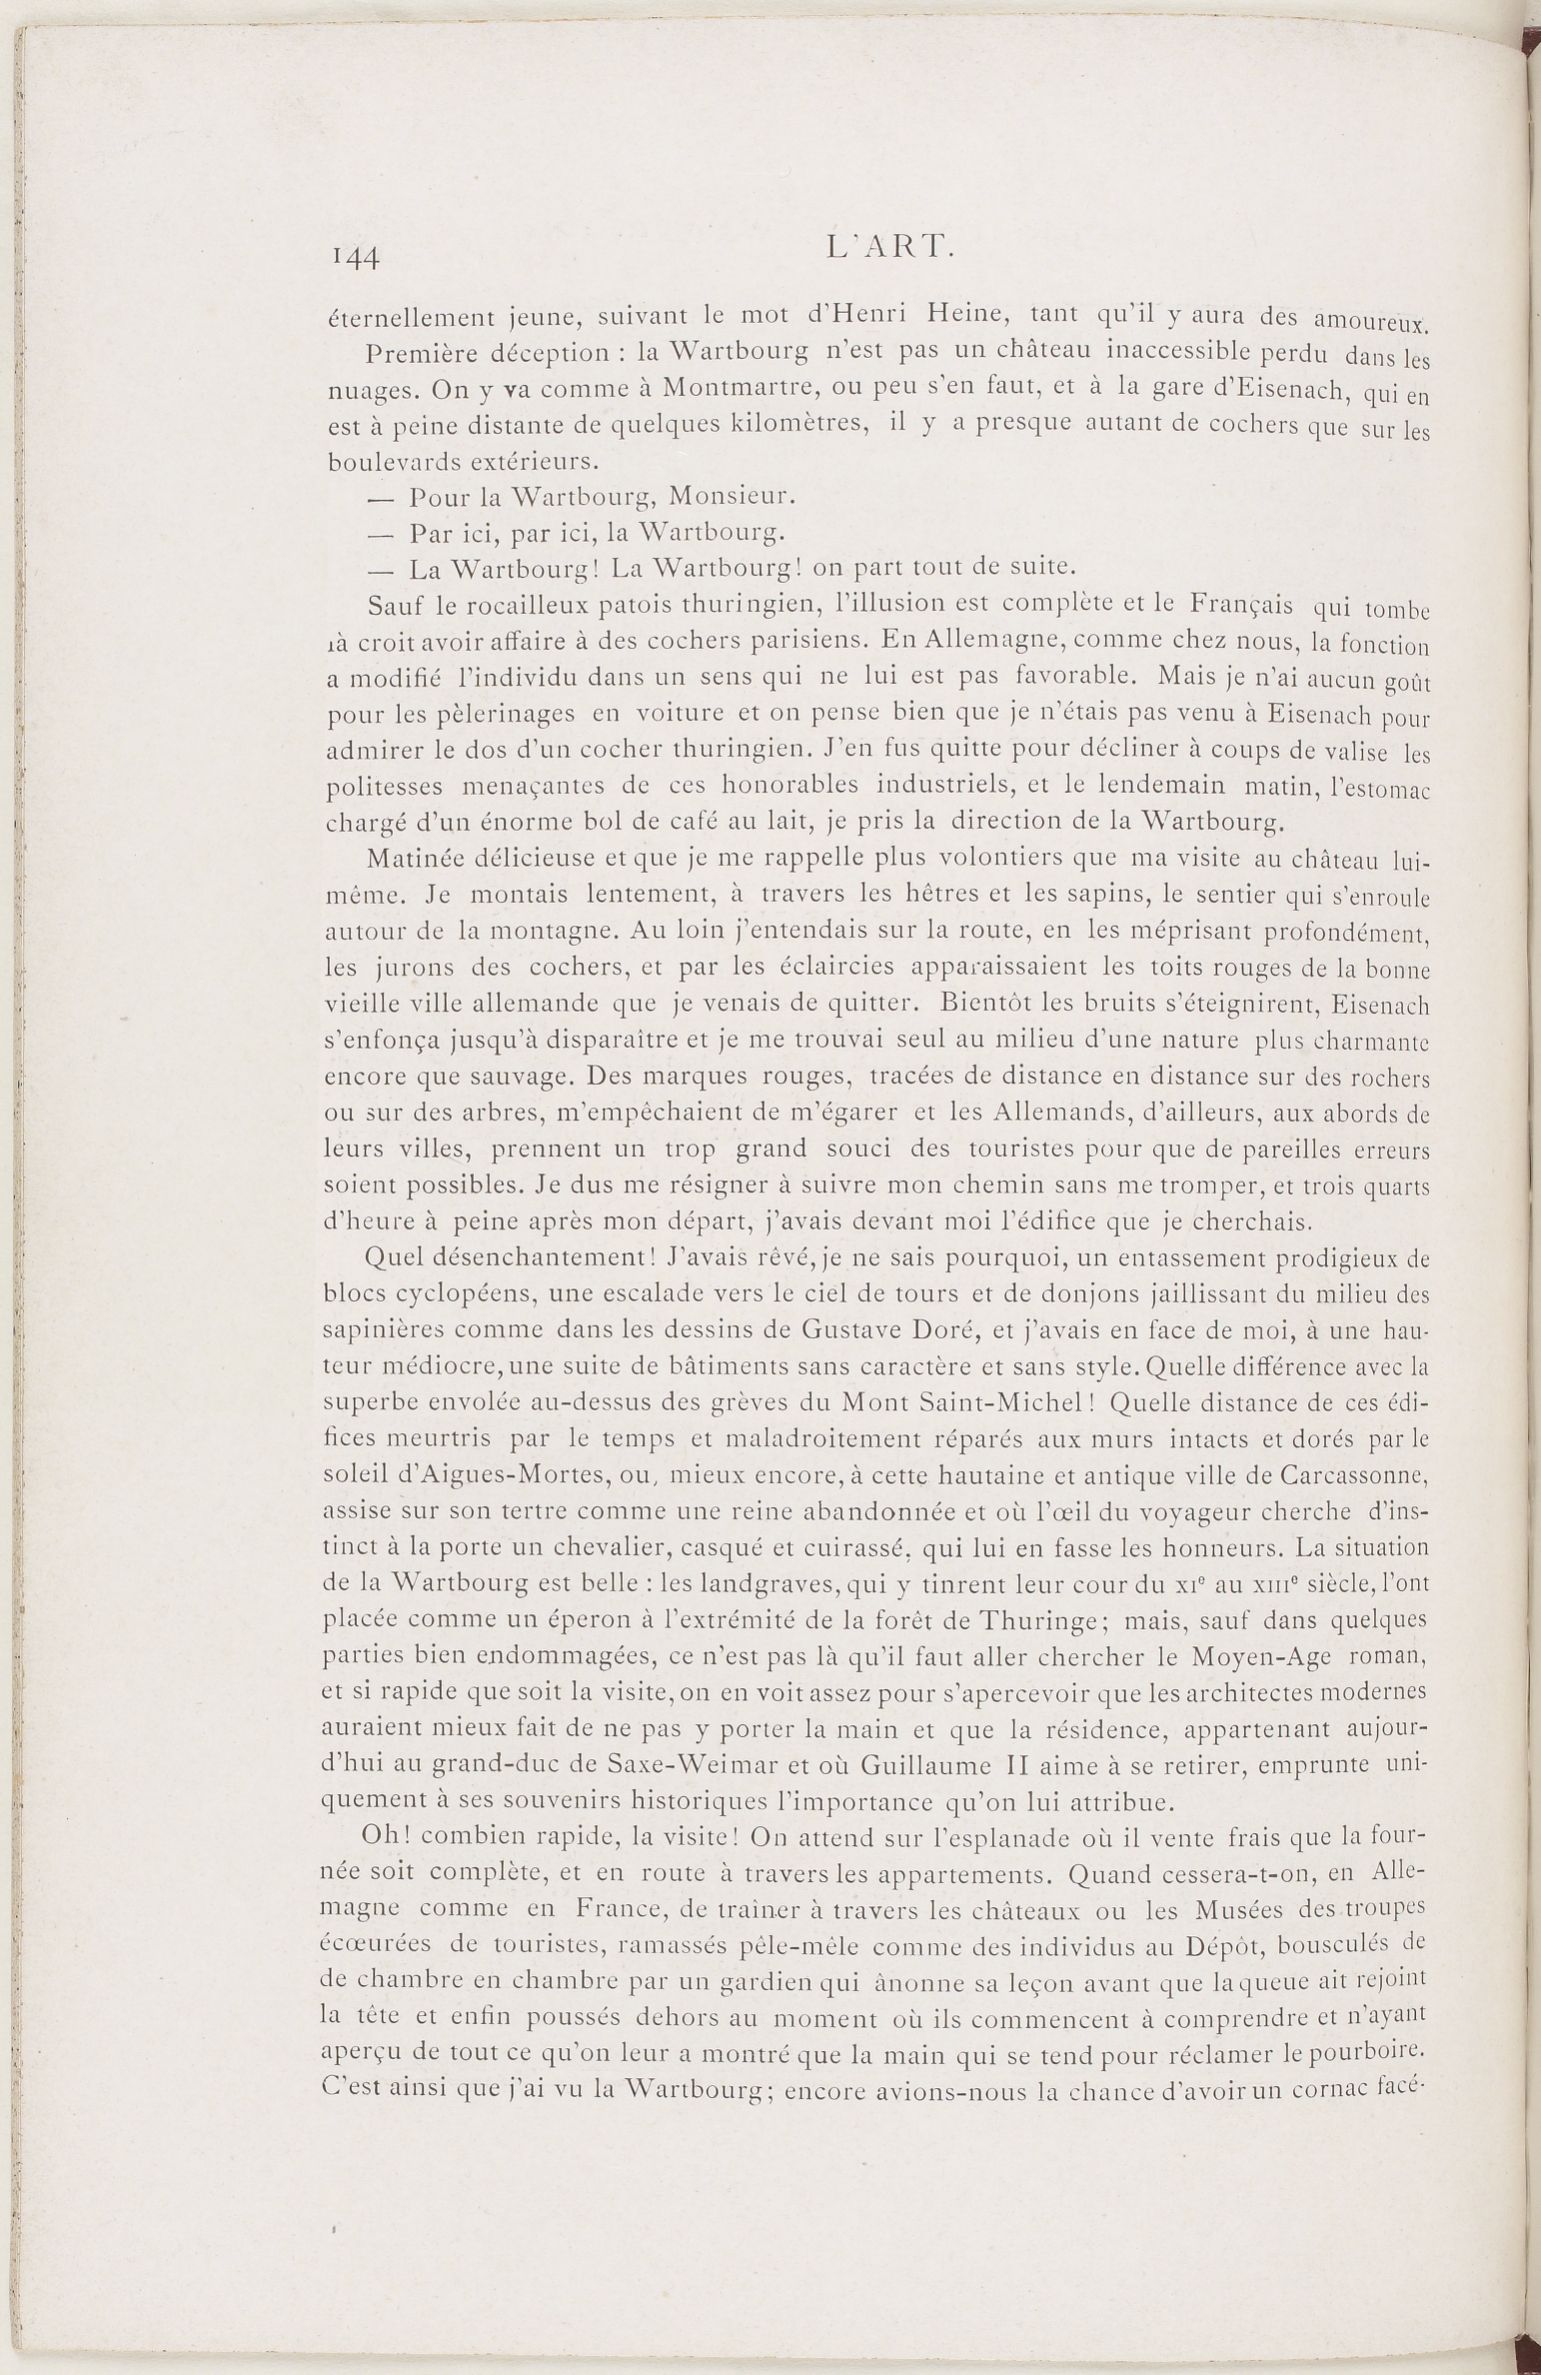 144
L'ART.
éternellement jeune, suivant le mot d'Henri Heine, tant qu'il y aura des amoureux.
Première déception : la Wartbourg n'est pas un château inaccessible perdu dans les
nuages. On y va comme à Montmartre, ou peu s'en faut, et à la gare d'Eisenach, qui en
est à peine distante de quelques kilomètres, il y a presque autant de cochers que sur les
boulevards extérieurs.
— Pour la Wartbourg, Monsieur.
— Par ici, par ici, la Wartbourg.
— La Wartbourg! La Wartbourg! on part tout de suite.
Sauf le rocailleux patois thuringien, l'illusion est complète et le Français qui tombe
là croit avoir affaire à des cochers parisiens. En Allemagne, comme chez nous, la fonction
a modifié l'individu dans un sens qui ne lui est pas favorable. Mais je n'ai aucun goût
pour les pèlerinages en voiture et on pense bien que je n'étais pas venu à Eisenach pour
admirer le dos d'un cocher thuringien. J'en fus quitte pour décliner à coups de valise les
politesses menaçantes de ces honorables industriels, et le lendemain matin, l'estomac
chargé d'un énorme bol de café au lait, je pris la direction de la Wartbourg.
Matinée délicieuse et que je me rappelle plus volontiers que ma visite au château lui-
même. Je montais lentement, à travers les hêtres et les sapins, le sentier qui s'enroule
autour de la montagne. Au loin j'entendais sur la route, en les méprisant profondément,
les jurons des cochers, et par les éclaircies apparaissaient les toits rouges de la bonne
vieille ville allemande que je venais de quitter. Bientôt les bruits s'éteignirent, Eisenach
s'enfonça jusqu'à disparaître et je me trouvai seul au milieu d'une nature plus charmante
encore que sauvage. Des marques rouges, tracées de distance en distance sur des rochers
ou sur des arbres, m'empêchaient de m'égarer et les Allemands, d'ailleurs, aux abords de
leurs villes, prennent un trop grand souci des touristes pour que de pareilles erreurs
soient possibles. Je dus me résigner à suivre mon chemin sans me tromper, et trois quarts
d'heure à peine après mon départ, j'avais devant moi l'édifice que je cherchais.
Quel désenchantement! J'avais rêvé, je ne sais pourquoi, un entassement prodigieux de
blocs cyclopéens, une escalade vers le ciel de tours et de donjons jaillissant du milieu des
sapinières comme dans les dessins de Gustave Doré, et j'avais en face de moi, à une hau-
teur médiocre, une suite de bâtiments sans caractère et sans style. Quelle différence avec la
superbe envolée au-dessus des grèves du Mont Saint-Michel! Quelle distance de ces édi-
fices meurtris par le temps et maladroitement réparés aux murs intacts et dorés par le
soleil d'Aigues-Mortes, ou, mieux encore, à cette hautaine et antique ville de Carcassonne,
assise sur son tertre comme une reine abandonnée et où l'œil du voyageur cherche d'ins-
tinct à la porte un chevalier, casqué et cuirassé, qui lui en fasse les honneurs. La situation
de la Wartbourg est belle : les landgraves, qui y tinrent leur cour du XIe au XIIIe siècle, l'ont
placée comme un éperon à l'extrémité de la forêt de Thuringe; mais, sauf dans quelques
parties bien endommagées, ce n'est pas là qu'il faut aller chercher le Moyen-Age roman,
et si rapide que soit la visite, on en voit assez pour s'apercevoir que les architectes modernes
auraient mieux fait de ne pas y porter la main et que la résidence, appartenant aujour-
d'hui au grand-duc de Saxe-Weimar et où Guillaume II aime à se retirer, emprunte uni-
quement à ses souvenirs historiques l'importance qu'on lui attribue.
Oh! combien rapide, la visite! On attend sur l'esplanade où il vente frais que la four-
née soit complète, et en route à travers les appartements. Quand cessera-t-on, en Alle-
magne comme en France, de traîner à travers les châteaux ou les Musées des troupes
écœurées de touristes, ramassés pêle-mêle comme des individus au Dépôt, bousculés de
de chambre en chambre par un gardien qui ânonne sa leçon avant que la queue ait rejoint
la tête et enfin poussés dehors au moment où ils commencent à comprendre et n'ayant
aperçu de tout ce qu'on leur a montré que la main qui se tend pour réclamer le pourboire.
C'est ainsi que j'ai vu la Wartbourg; encore avions-nous la chance d'avoir un cornac facé-